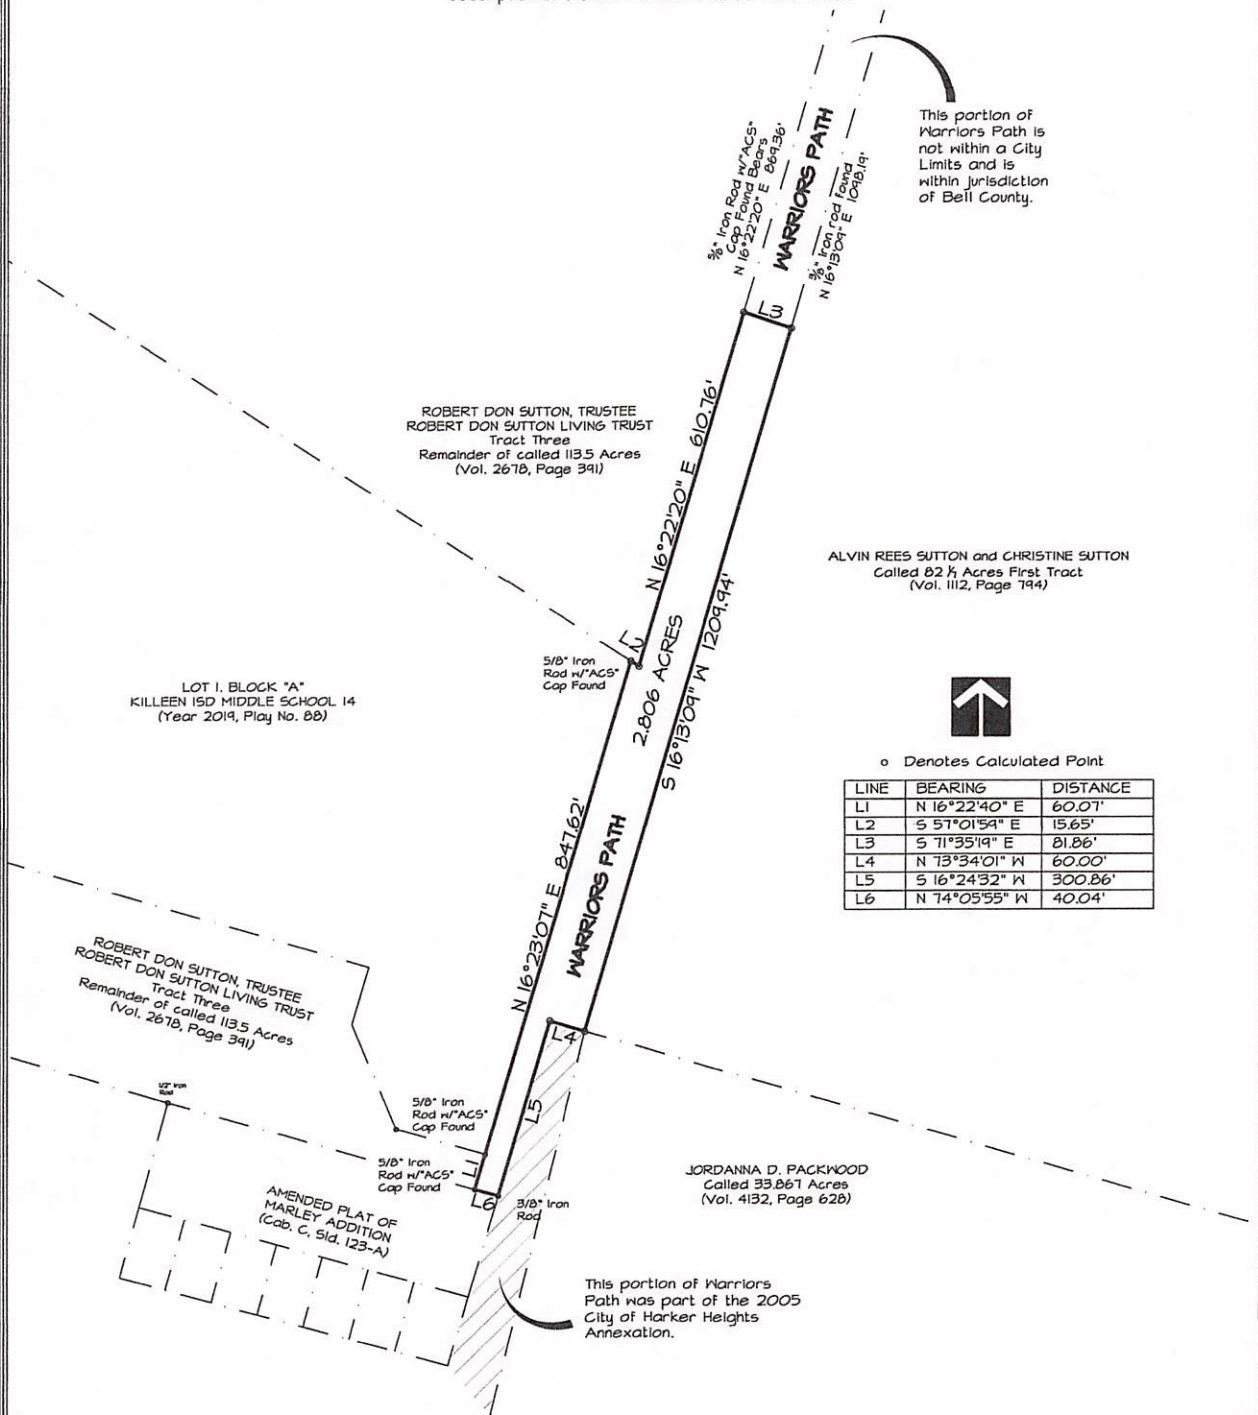 This portion of
Warriors Path is
not within a City
Limits and is
within jurisdiction
of Bell County.
5/8" Iron Rod w/"ACS"
Cap Found Bears
N 16°22'20" E 869.36'
WARRIORS PATH
3/8" iron rod found
N 16°13'09" E 1098.19'
L3
ROBERT DON SUTTON, TRUSTEE
ROBERT DON SUTTON LIVING TRUST
Tract Three
Remainder of called 113.5 Acres
(Vol. 2678, Page 391)
N 16°22'20" E 610.76'
ALVIN REES SUTTON and CHRISTINE SUTTON
Called 82 Acres First Tract
(Vol. 1112, Page 794)
L2
5/8" Iron
Rod w/"ACS"
Cap Found
2.806 ACRES
S 16°13'09" W 1209.94'
LOT 1, BLOCK "A"
KILLEEN ISD MIDDLE SCHOOL 14
(Year 2019, Play No. 88)
o Denotes Calculated Point
LINE BEARING DISTANCE
L1 N 16°22'40" E 60.07'
L2 S 57°01'59" E 15.65'
L3 S 71°35'19" E 81.86'
L4 N 73°34'01" W 60.00'
L5 S 16°24'32" W 300.86'
L6 N 74°05'55" W 40.04'
N 16°23'07" E 847.62'
WARRIORS PATH
ROBERT DON SUTTON, TRUSTEE
ROBERT DON SUTTON LIVING TRUST
Tract Three
Remainder of called 113.5 Acres
(Vol. 2678, Page 391)
L4
1/2" Iron
Rod
5/8" Iron
Rod w/"ACS"
Cap Found
L5
5/8" Iron
Rod w/"ACS"
Cap Found
L1
L6
3/8" Iron
Rod
JORDANNA D. PACKWOOD
Called 33.867 Acres
(Vol. 4132, Page 628)
AMENDED PLAT OF
MARLEY ADDITION
(Cab. C, Sld. 123-A)
This portion of Warriors
Path was part of the 2005
City of Harker Heights
Annexation.